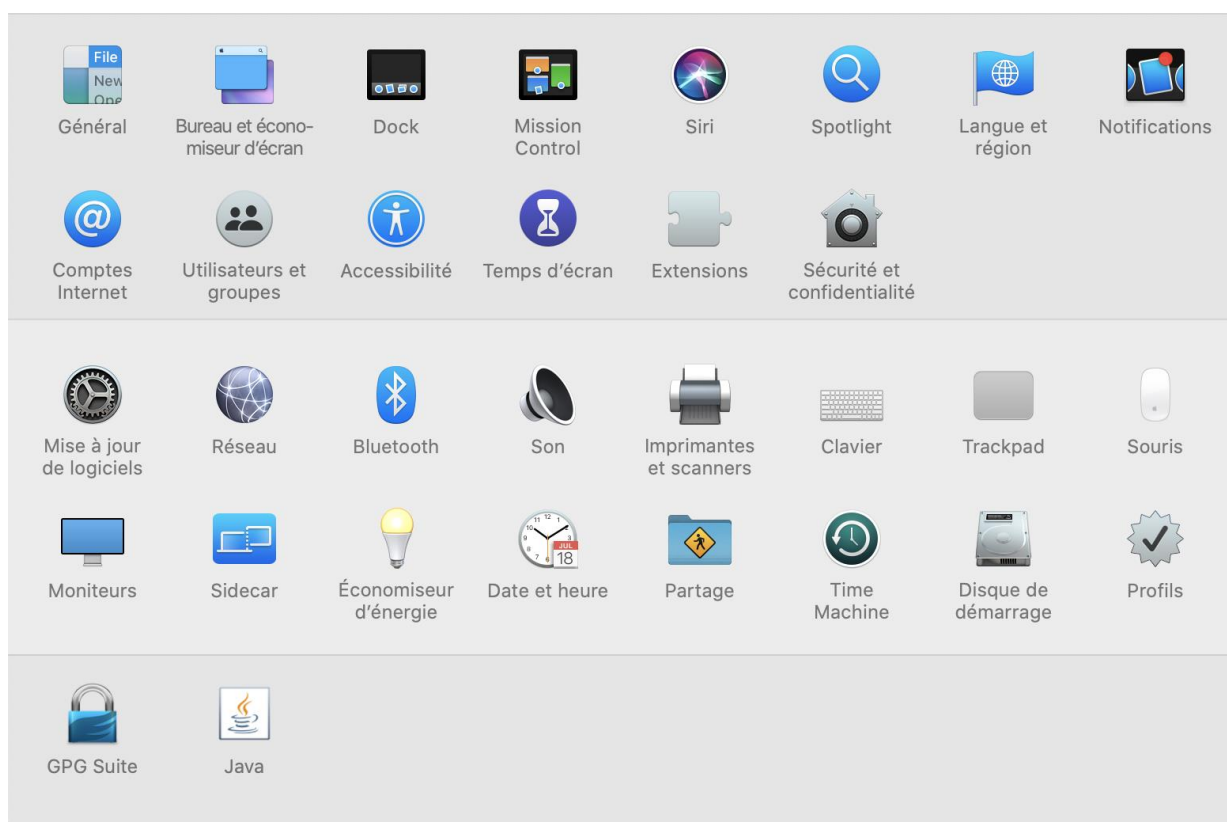 File
New
Ope
Général
Bureau et écono-
miseur d'écran
Dock
Mission
Control
Siri
Spotlight
Langue et
région
Notifications
Comptes
Internet
Utilisateurs et
groupes
Accessibilité
Temps d'écran
Extensions
Sécurité et
confidentialité
Mise à jour
de logiciels
Réseau
Bluetooth
Son
Imprimantes
et scanners
Clavier
Trackpad
Souris
Moniteurs
Sidecar
Économiseur
d'énergie
JUL
18
Date et heure
Partage
Time
Machine
Disque de
démarrage
Profils
GPG Suite
Java